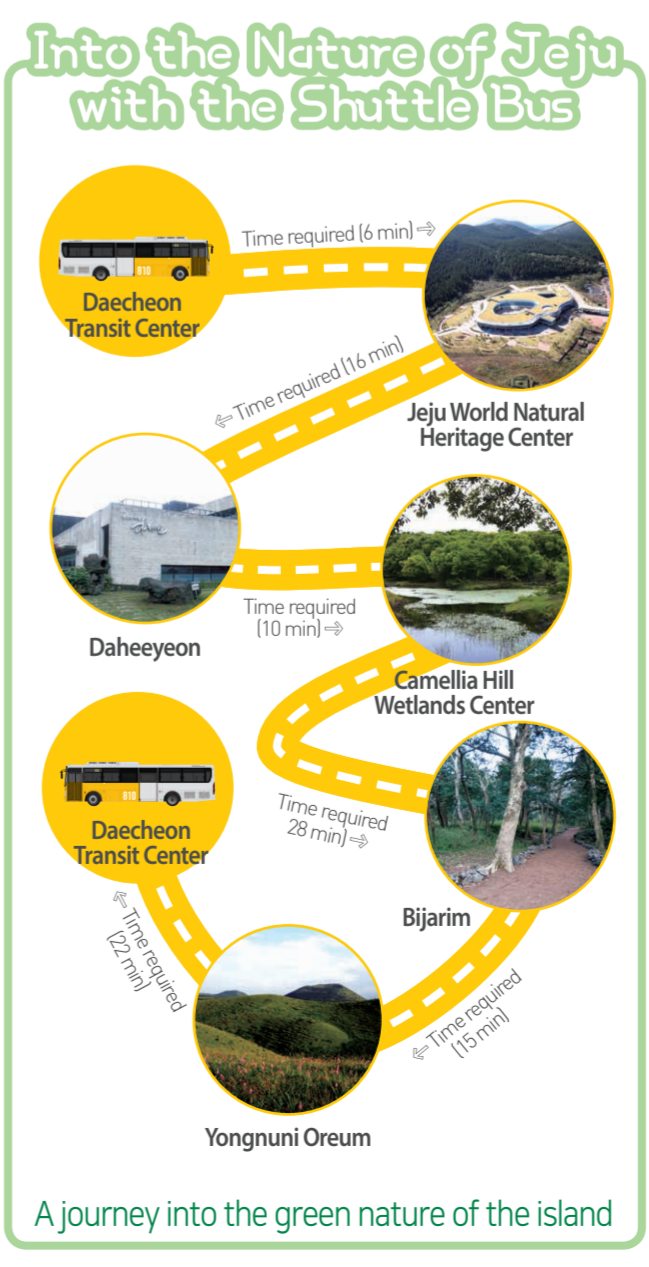 Into the Nature of Jeju
with the Shuttle Bus
810
Daecheon
Transit Center
Time required (6 min) ⇨
Jeju World Natural
Heritage Center
⇦ Time required (16 min)
Daheeyeon
Time required
(10 min) ⇨
Camellia Hill
Wetlands Center
Time required
28 min) ⇨
Bijarim
⇦ Time required
(15 min)
Yongnuni Oreum
⇦ Time required
(22 min)
810
Daecheon
Transit Center
A journey into the green nature of the island